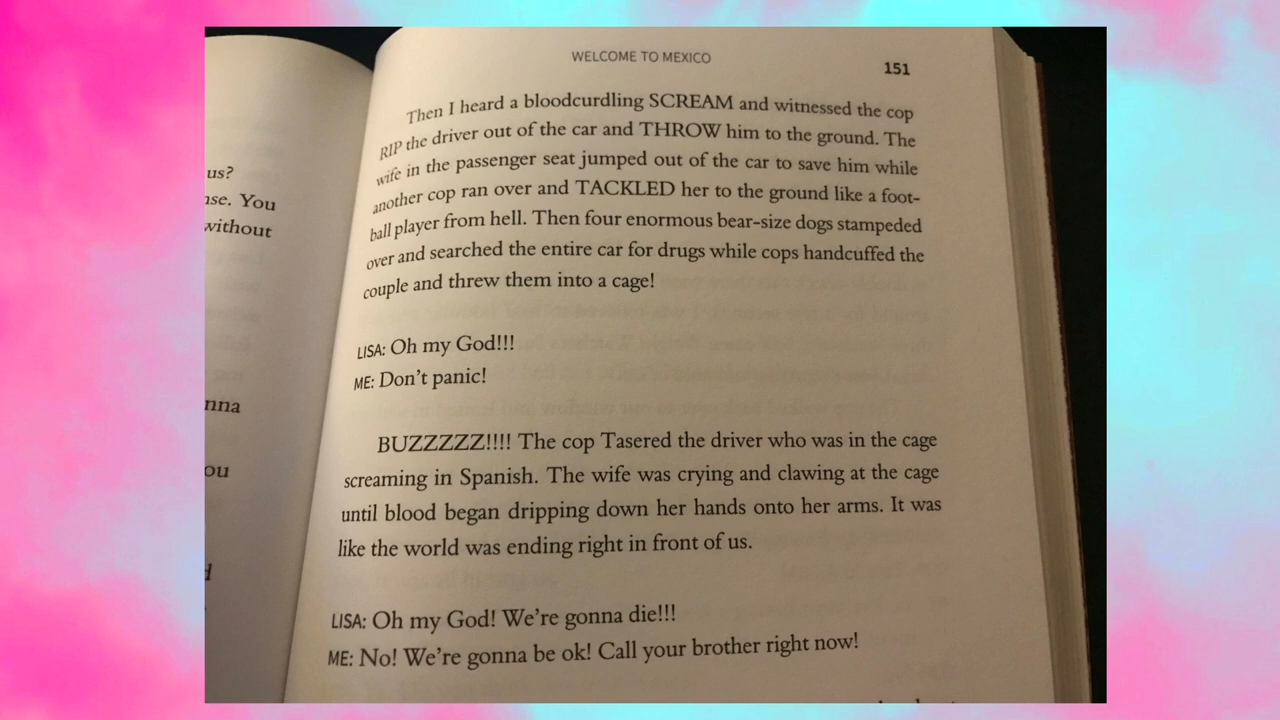 WELCOME TO MEXICO
151
us?
nse. You
without
nna
ou
Then I heard a bloodcurdling SCREAM and witnessed the cop
RIP the driver out of the car and THROW him to the ground. The
wife in the passenger seat jumped out of the car to save him while
another cop ran over and TACKLED her to the ground like a foot-
ball player from hell. Then four enormous bear-size dogs stampeded
over and searched the entire car for drugs while cops handcuffed the
couple and threw them into a cage!
LISA: Oh my God!!!
ME: Don't panic!
BUZZZZZ!!!! The cop Tasered the driver who was in the cage
screaming in Spanish. The wife was crying and clawing at the cage
until blood began dripping down her hands onto her arms. It was
like the world was ending right in front of us.
LISA: Oh my God! We're gonna die!!!
ME: No! We're gonna be ok! Call your brother right now!